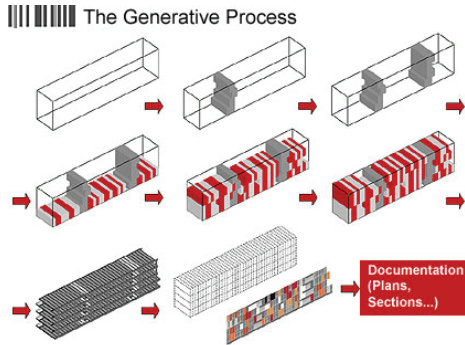 The Generative Process
Documentation
(Plans,
Sections...)